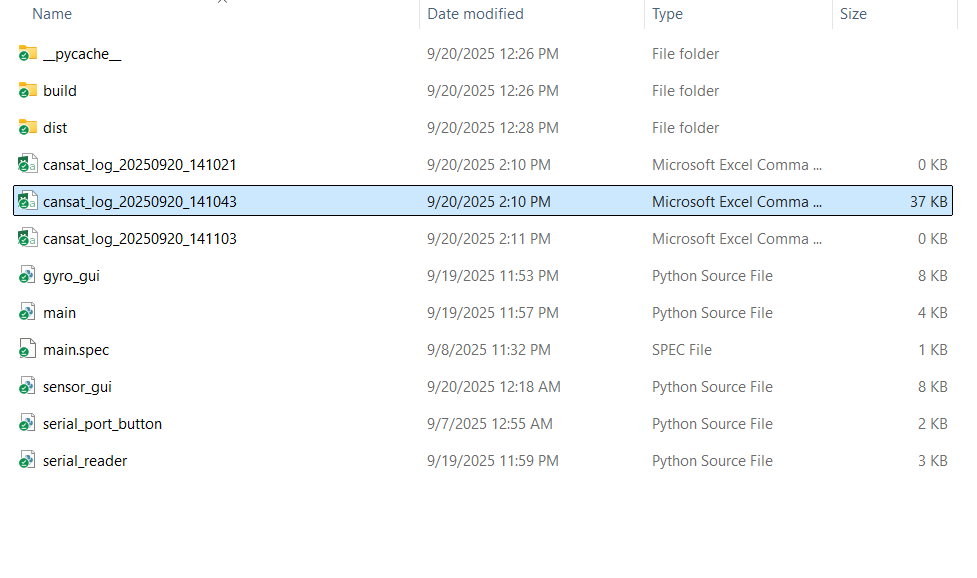 Name Date modified Type Size
__pycache__ 9/20/2025 12:26 PM File folder
build 9/20/2025 12:26 PM File folder
dist 9/20/2025 12:28 PM File folder
cansat_log_20250920_141021 9/20/2025 2:10 PM Microsoft Excel Comma ... 0 KB
cansat_log_20250920_141043 9/20/2025 2:10 PM Microsoft Excel Comma ... 37 KB
cansat_log_20250920_141103 9/20/2025 2:11 PM Microsoft Excel Comma ... 0 KB
gyro_gui 9/19/2025 11:53 PM Python Source File 8 KB
main 9/19/2025 11:57 PM Python Source File 4 KB
main.spec 9/8/2025 11:32 PM SPEC File 1 KB
sensor_gui 9/20/2025 12:18 AM Python Source File 8 KB
serial_port_button 9/7/2025 12:55 AM Python Source File 2 KB
serial_reader 9/19/2025 11:59 PM Python Source File 3 KB